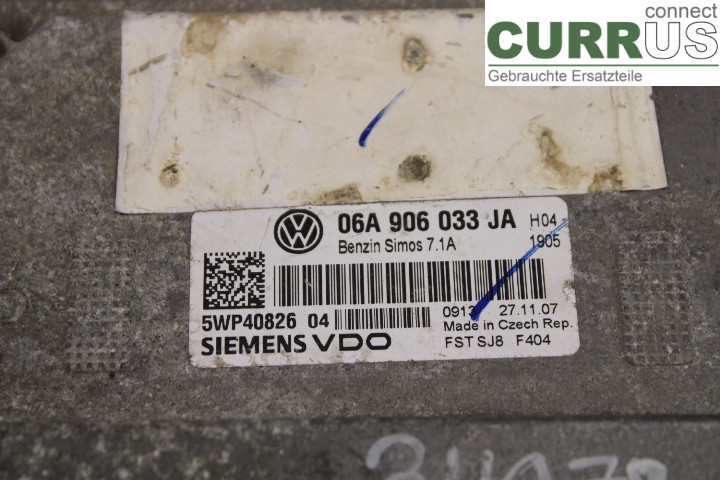 connect
CURRUS
Gebrauchte Ersatzteile
VW
06A 906 033 JA H04
Benzin Simos 7.1A 1905
5WP40826 04
0913 27.11.07
Made in Czech Rep.
SIEMENS VDO
FST SJ8 F404